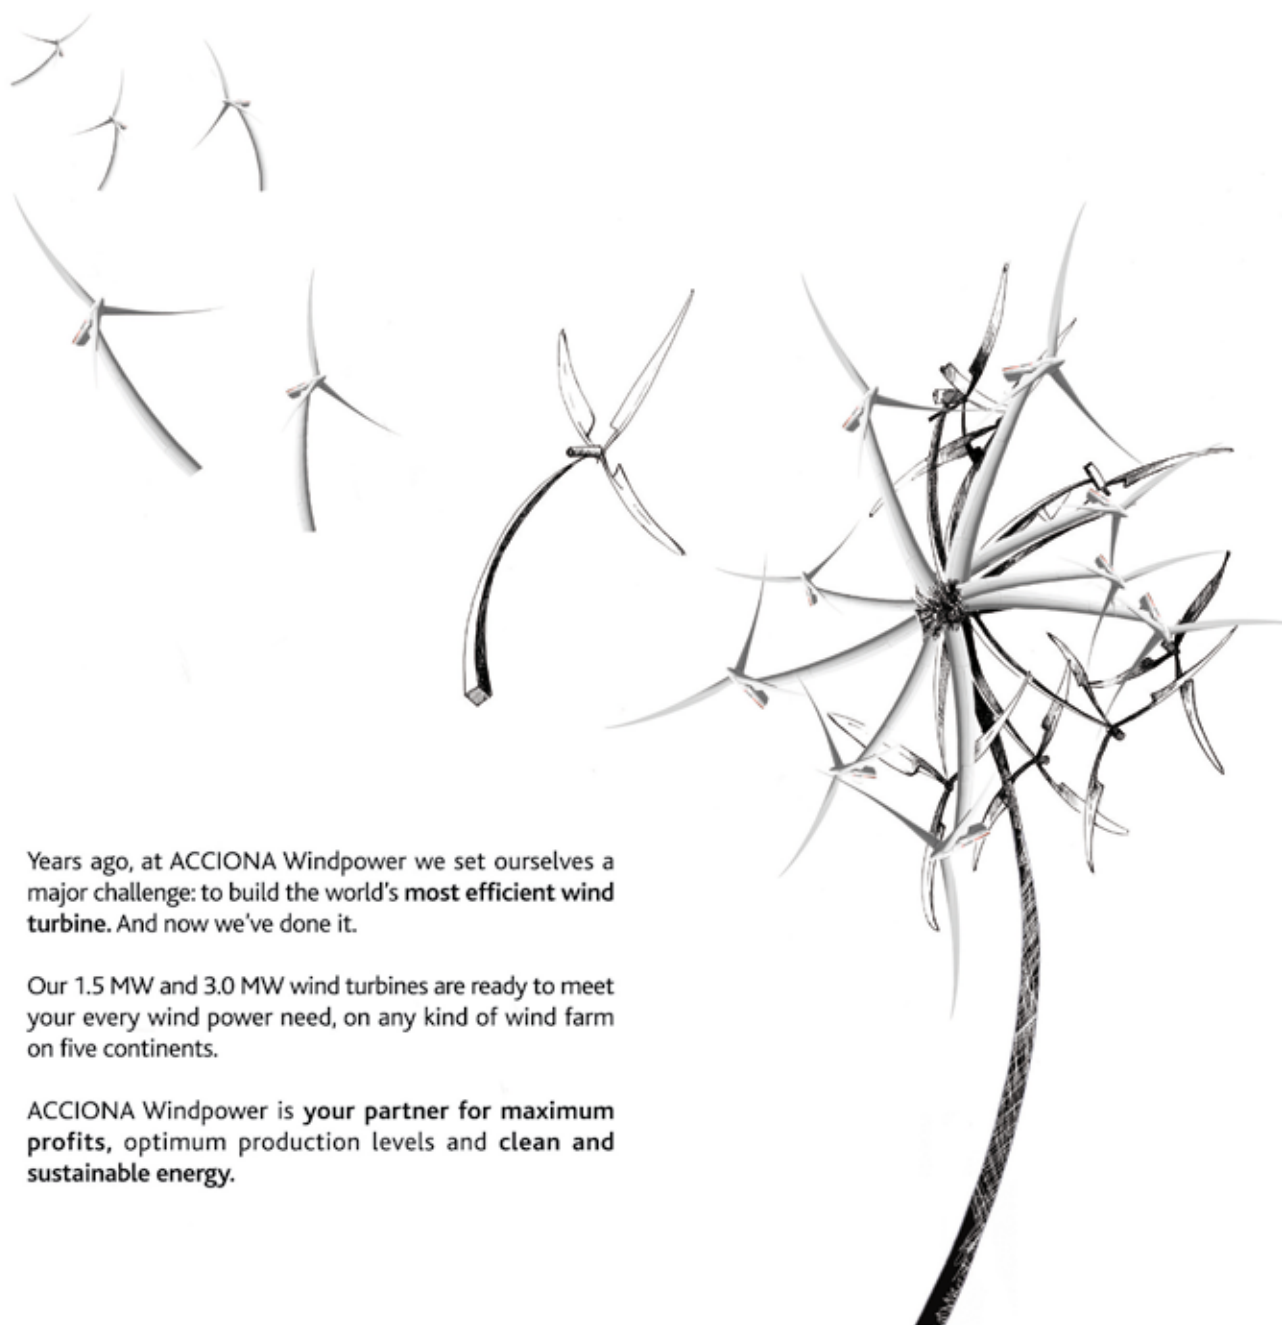 Years ago, at ACCIONA Windpower we set ourselves a
major challenge: to build the world's most efficient wind
turbine. And now we've done it.
Our 1.5 MW and 3.0 MW wind turbines are ready to meet
your every wind power need, on any kind of wind farm
on five continents.
ACCIONA Windpower is your partner for maximum
profits, optimum production levels and clean and
sustainable energy.